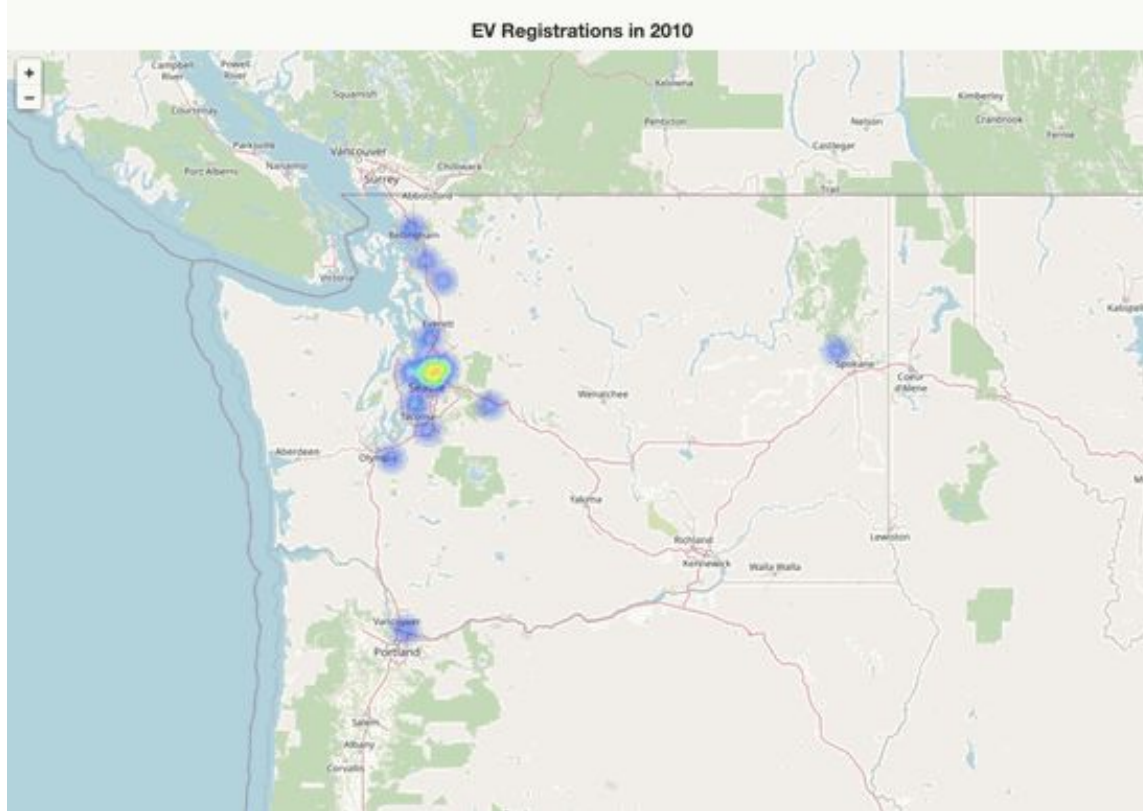 EV Registrations in 2010
+
−
Campbell
River
Powell
River
Courtenay
Squamish
Kelowna
Penticton
Nelson
Castlegar
Trail
Kimberley
Cranbrook
Fernie
Parksville
Port Alberni
Nanaimo
Vancouver
Surrey
Chilliwack
Abbotsford
Bellingham
Victoria
Everett
Tacoma
Olympia
Aberdeen
Wenatchee
Spokane
Coeur
d'Alene
Yakima
Richland
Kennewick
Walla Walla
Lewiston
Vancouver
Portland
Salem
Albany
Corvallis